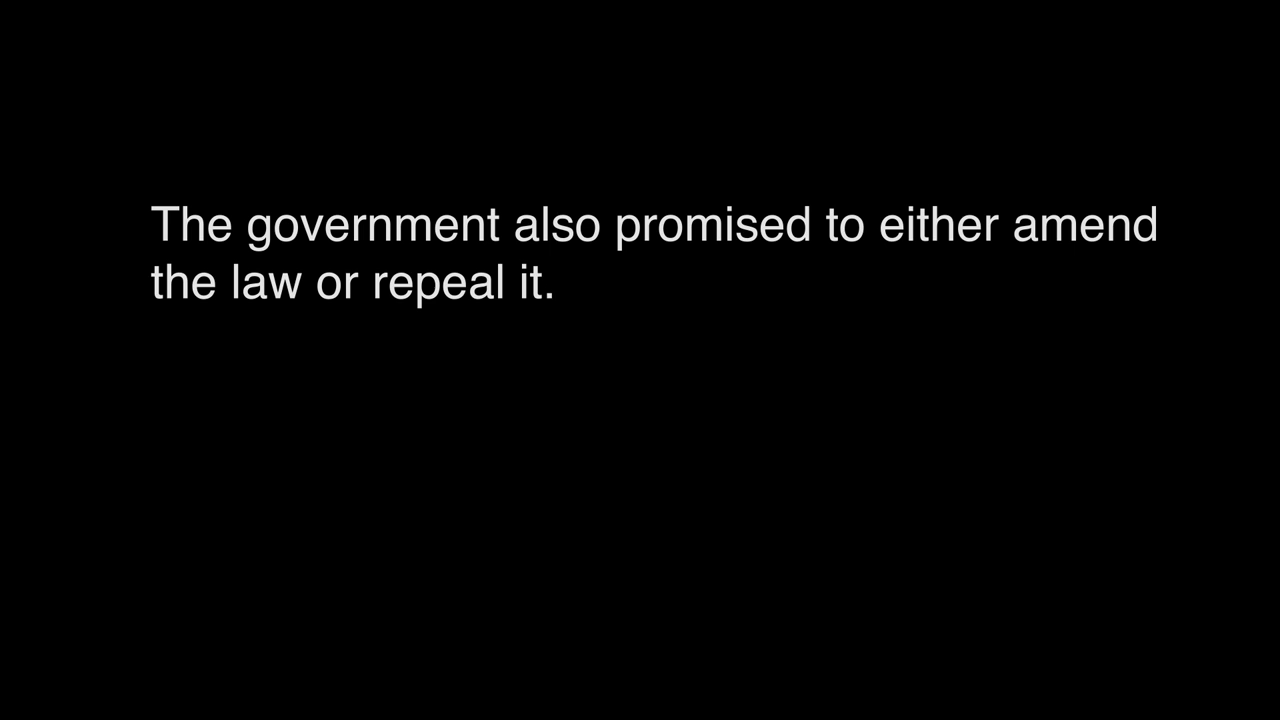 The government also promised to either amend
the law or repeal it.